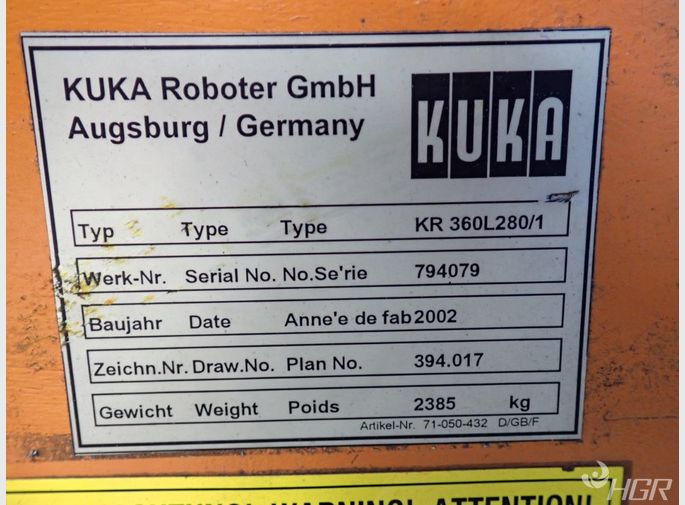 KUKA Roboter GmbH
Augsburg / Germany
KUKA
Typ Type Type KR 360L280/1
Werk-Nr. Serial No. No.Se'rie 794079
Baujahr Date Anne'e de fab 2002
Zeichn.Nr. Draw.No. Plan No. 394.017
Gewicht Weight Poids 2385 kg
Artikel-Nr. 71-050-432 D/GB/F
WARNING! ATTENTION!
HGR